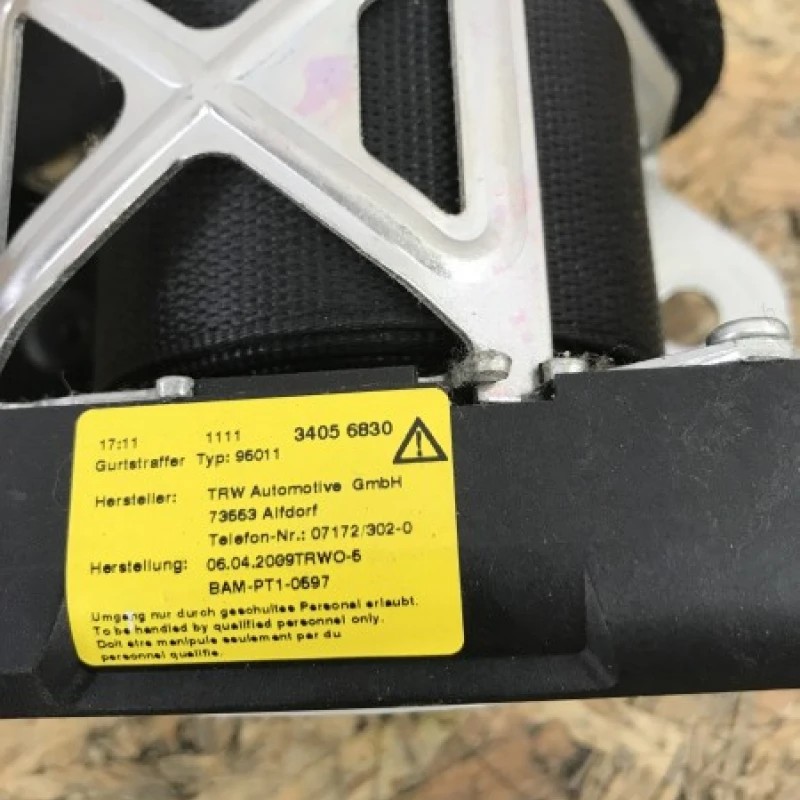 17:11 1111 3405 6830
Gurtstraffer Typ: 95011
Hersteller: TRW Automotive GmbH
73553 Alfdorf
Telefon-Nr.: 07172/302-0
Herstellung: 06.04.2009TRWO-5
BAM-PT1-0597
Umgang nur durch geschultes Personal erlaubt.
To be handled by qualified personnel only.
Doit etre manipule seulement par du
personnel qualifie.